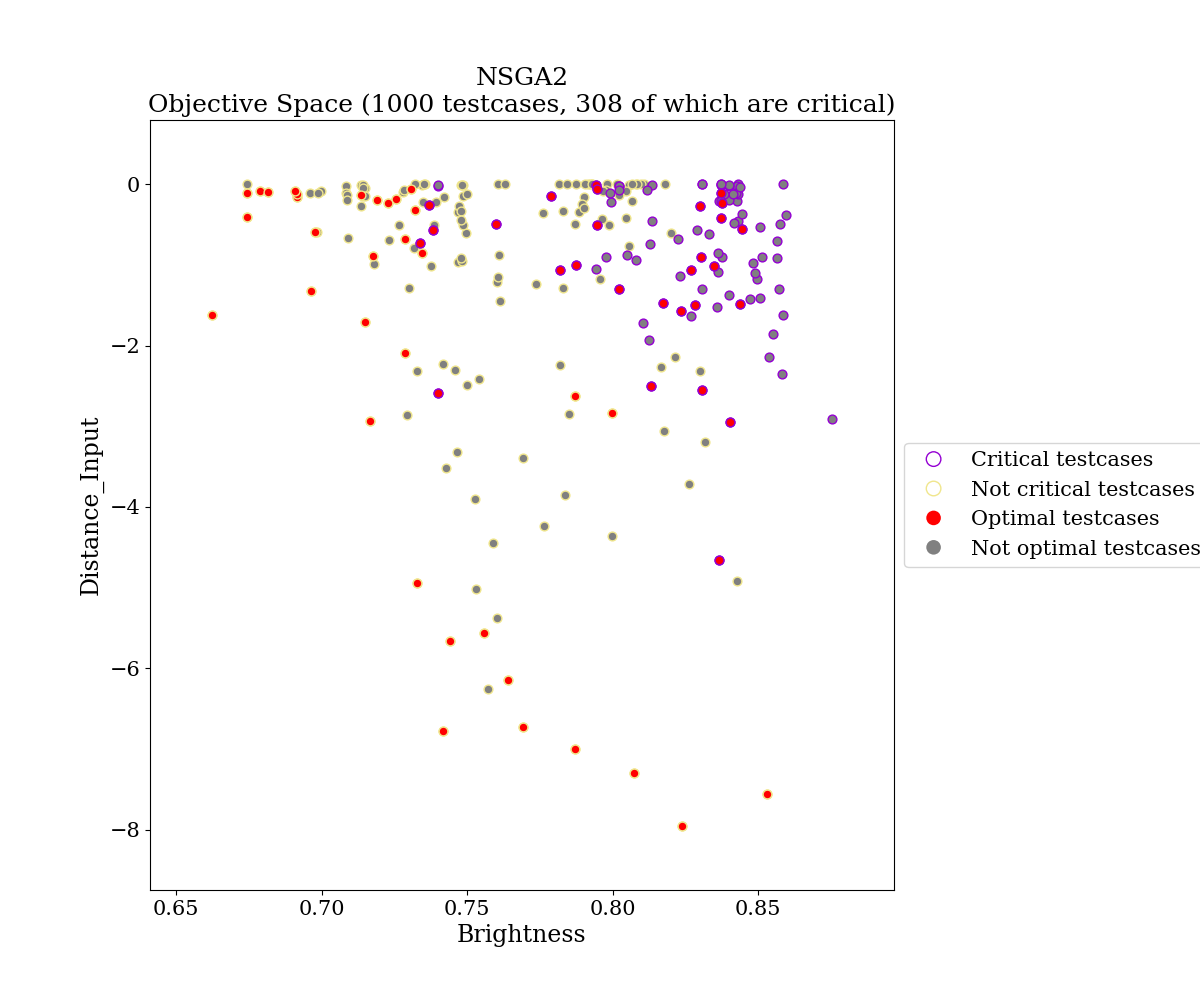 NSGA2
Objective Space (1000 testcases, 308 of which are critical)
0
−2
−4
−6
−8
Distance_Input
0.65
0.70
0.75
0.80
0.85
Brightness
Critical testcases
Not critical testcases
Optimal testcases
Not optimal testcases